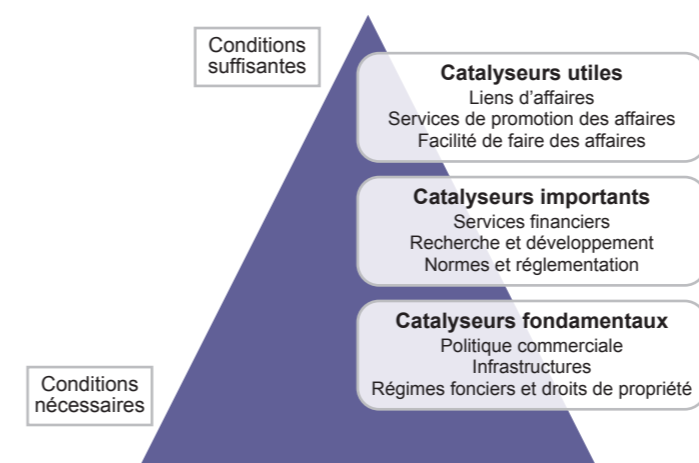 Conditions
suffisantes
Catalyseurs utiles
Liens d'affaires
Services de promotion des affaires
Facilité de faire des affaires
Catalyseurs importants
Services financiers
Recherche et développement
Normes et réglementation
Catalyseurs fondamentaux
Politique commerciale
Infrastructures
Régimes fonciers et droits de propriété
Conditions
nécessaires